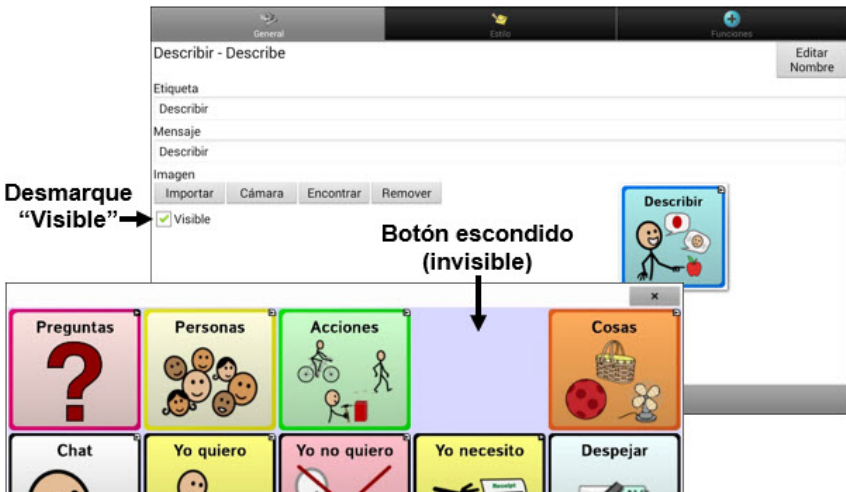 General
Estilo
Funciones
Describir - Describe
Editar
Nombre
Etiqueta
Describir
Mensaje
Describir
Imagen
Importar Cámara Encontrar Remover
Visible
Desmarque
“Visible”
Describir
Botón escondido
(invisible)
×
Preguntas Personas Acciones Cosas
Chat Yo quiero Yo no quiero Yo necesito Despejar
Receipt